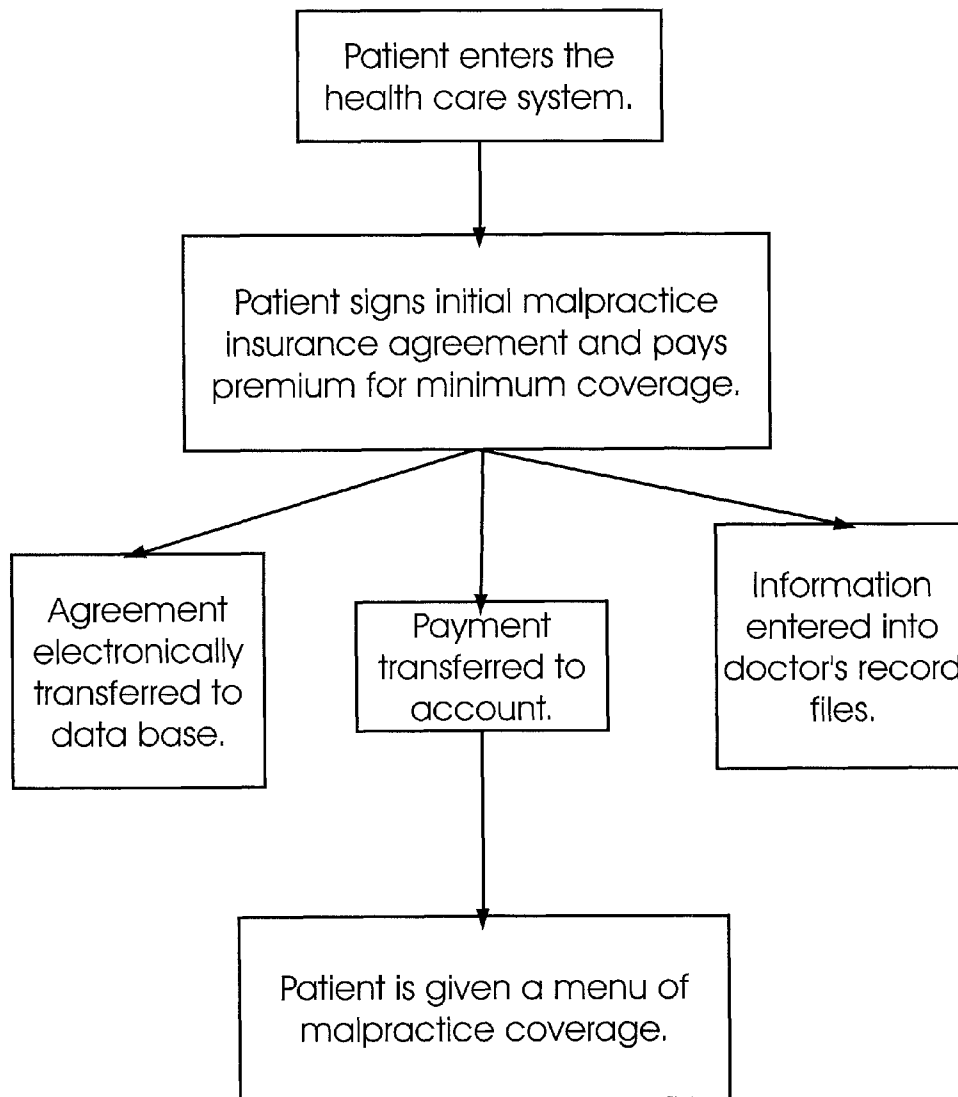 Patient enters the
health care system.
Patient signs initial malpractice
insurance agreement and pays
premium for minimum coverage.
Agreement
electronically
transferred to
data base.
Payment
transferred to
account.
Information
entered into
doctor's record
files.
Patient is given a menu of
malpractice coverage.